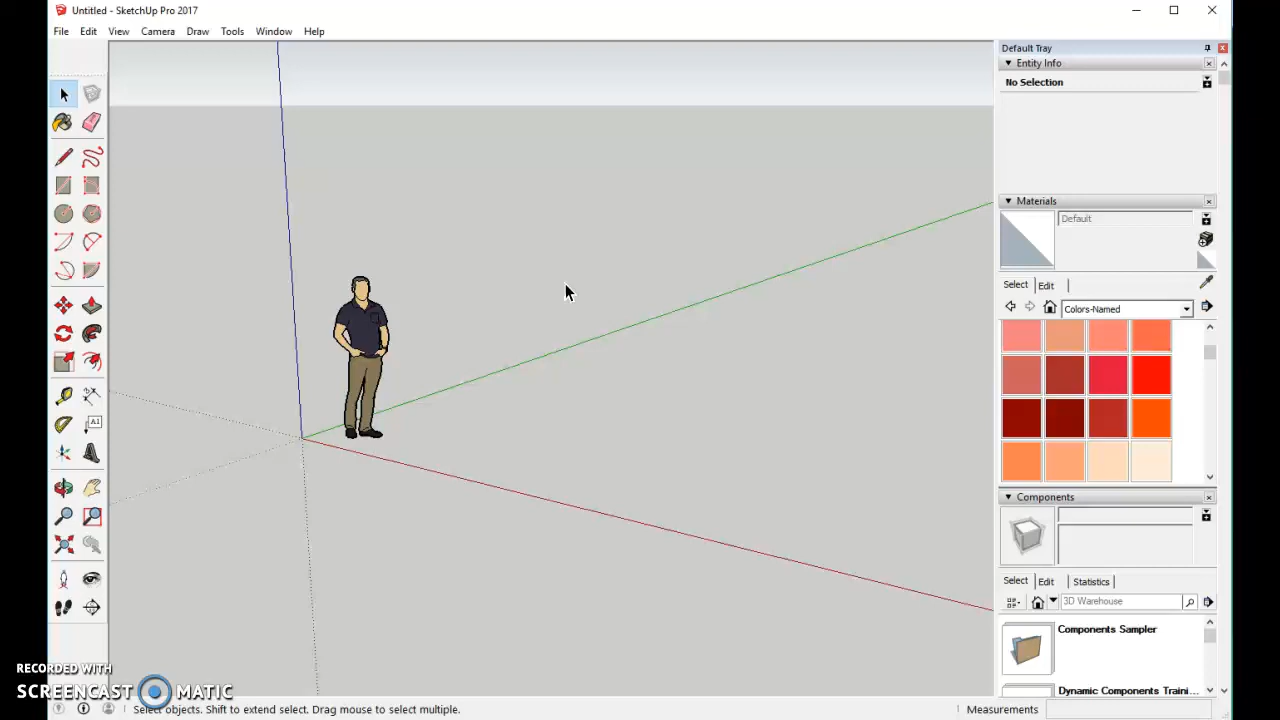 Untitled - SketchUp Pro 2017
File Edit View Camera Draw Tools Window Help
Default Tray
Entity Info
No Selection
Materials
Default
Select Edit
Colors-Named
A1
Components
Select Edit Statistics
3D Warehouse
Components Sampler
Dynamic Components Traini...
RECORDED WITH
SCREENCAST MATIC
Select objects. Shift to extend select. Drag mouse to select multiple.
Measurements